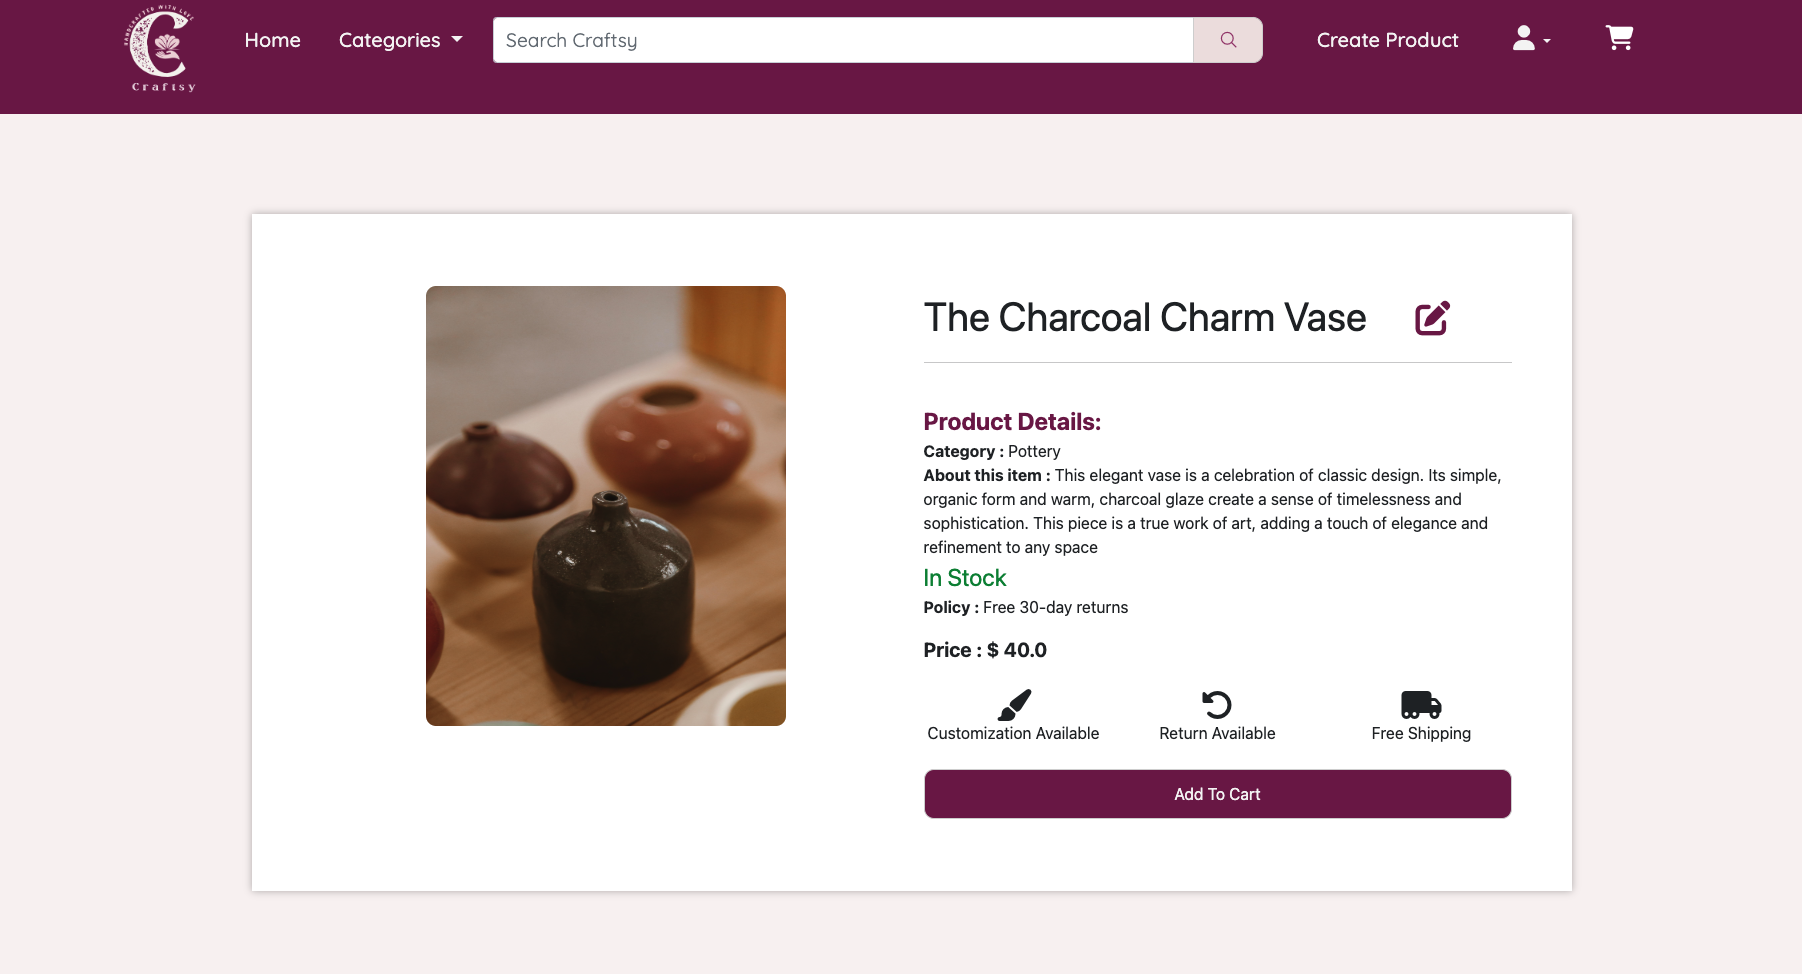 HANDCRAFTED WITH LOVE
Craftsy
Home
Categories
Search Craftsy
Create Product
The Charcoal Charm Vase
Product Details:
Category : Pottery
About this item : This elegant vase is a celebration of classic design. Its simple,
organic form and warm, charcoal glaze create a sense of timelessness and
sophistication. This piece is a true work of art, adding a touch of elegance and
refinement to any space
In Stock
Policy : Free 30-day returns
Price : $ 40.0
Customization Available
Return Available
Free Shipping
Add To Cart